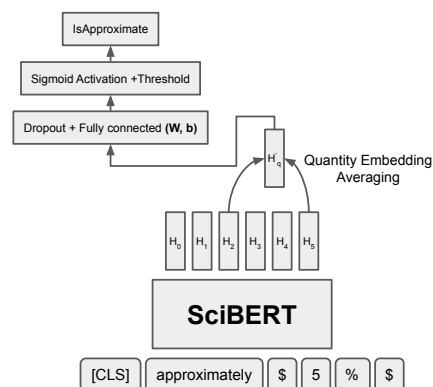 IsApproximate
Sigmoid Activation +Threshold
Dropout + Fully connected (W, b)
H'q
Quantity Embedding
Averaging
H0 H1 H2 H3 H4 H5
SciBERT
[CLS] approximately $ 5 % $